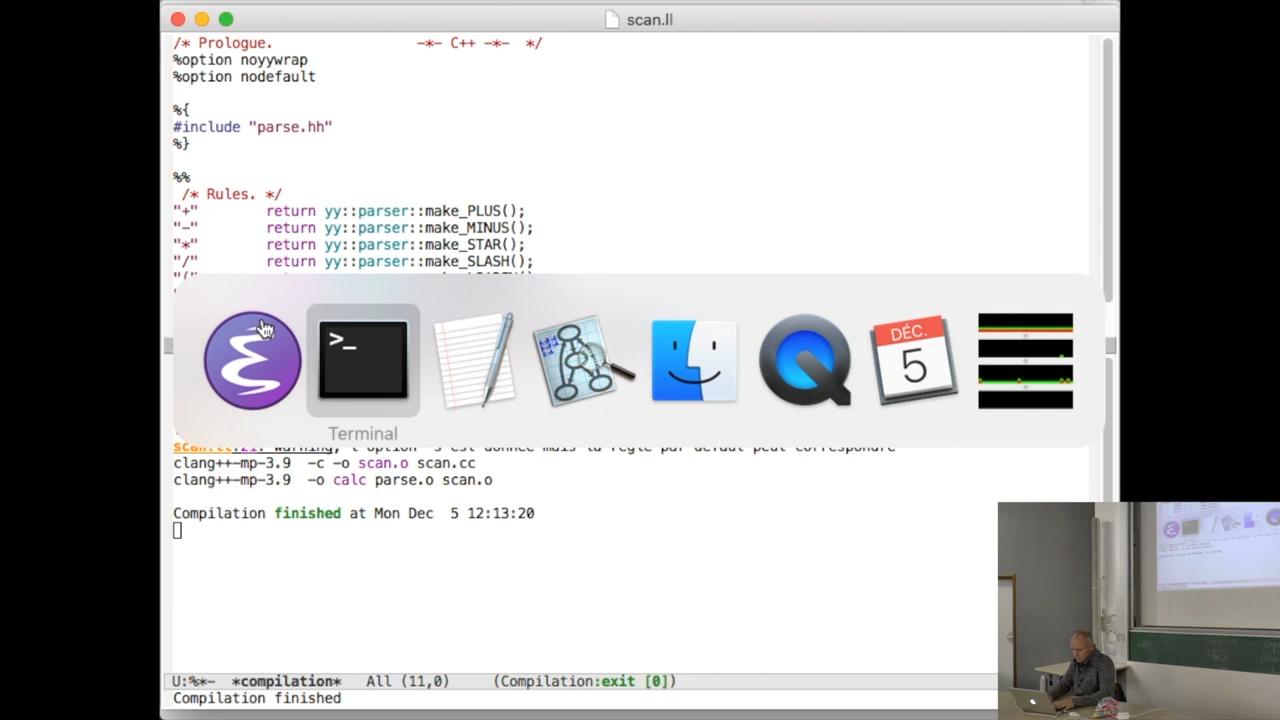 scan.ll
/* Prologue. -*- C++ -*- */
%option noyywrap
%option nodefault
%{
#include "parse.hh"
%}
%%
/* Rules. */
"+" return yy::parser::make_PLUS();
"-" return yy::parser::make_MINUS();
"*" return yy::parser::make_STAR();
"/" return yy::parser::make_SLASH();
>_
DÉC.
5
Terminal
clang++-mp-3.9 -c -o scan.o scan.cc
clang++-mp-3.9 -o calc parse.o scan.o
Compilation finished at Mon Dec 5 12:13:20
U:%*- *compilation* All (11,0) (Compilation:exit [0])
Compilation finished